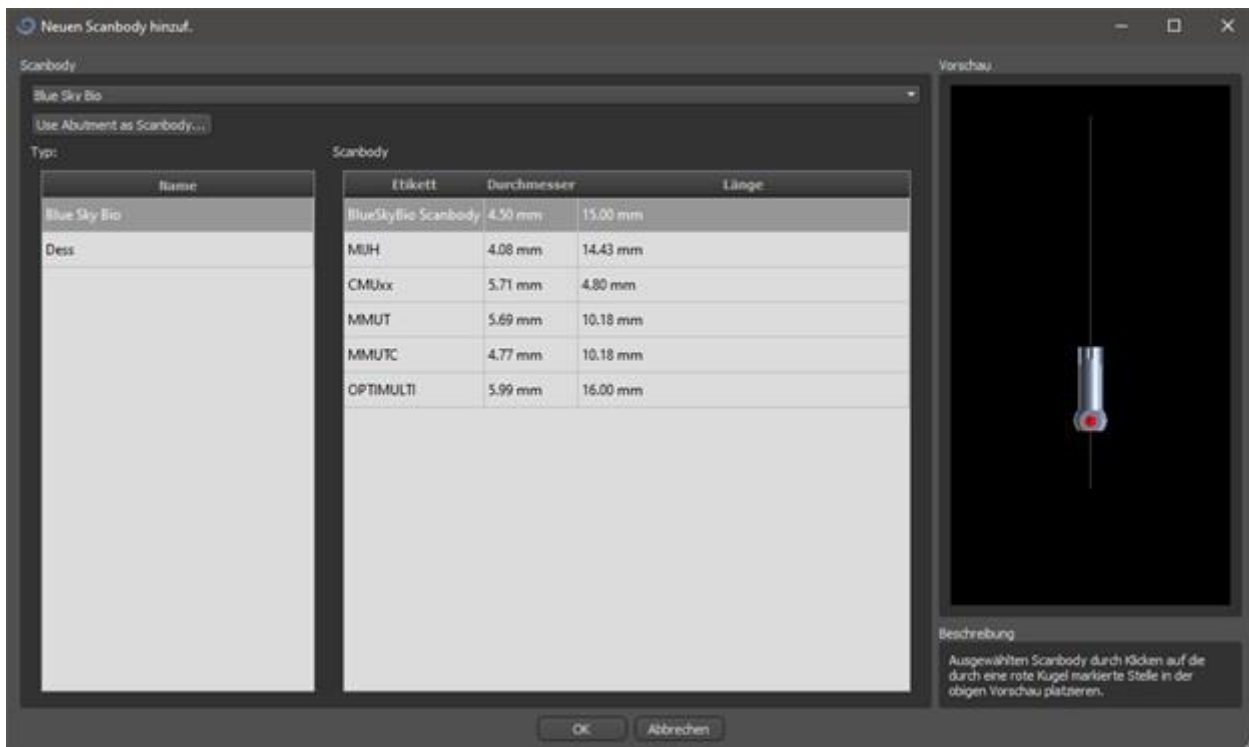 Neuen Scanbody hinzuf.
Scanbody
Blue Sky Bio
Use Abutment as Scanbody...
Typ:
Name
Blue Sky Bio
Dess
Scanbody
Etikett Durchmesser Länge
BlueSkyBio Scanbody 4.50 mm 15.00 mm
MUH 4.08 mm 14.43 mm
CMUxx 5.71 mm 4.80 mm
MMUT 5.69 mm 10.18 mm
MMUTC 4.77 mm 10.18 mm
OPTIMULTI 5.99 mm 16.00 mm
Vorschau
Beschreibung
Ausgewählten Scanbody durch Klicken auf die
durch eine rote Kugel markierte Stelle in der
obigen Vorschau platzieren.
OK Abbrechen